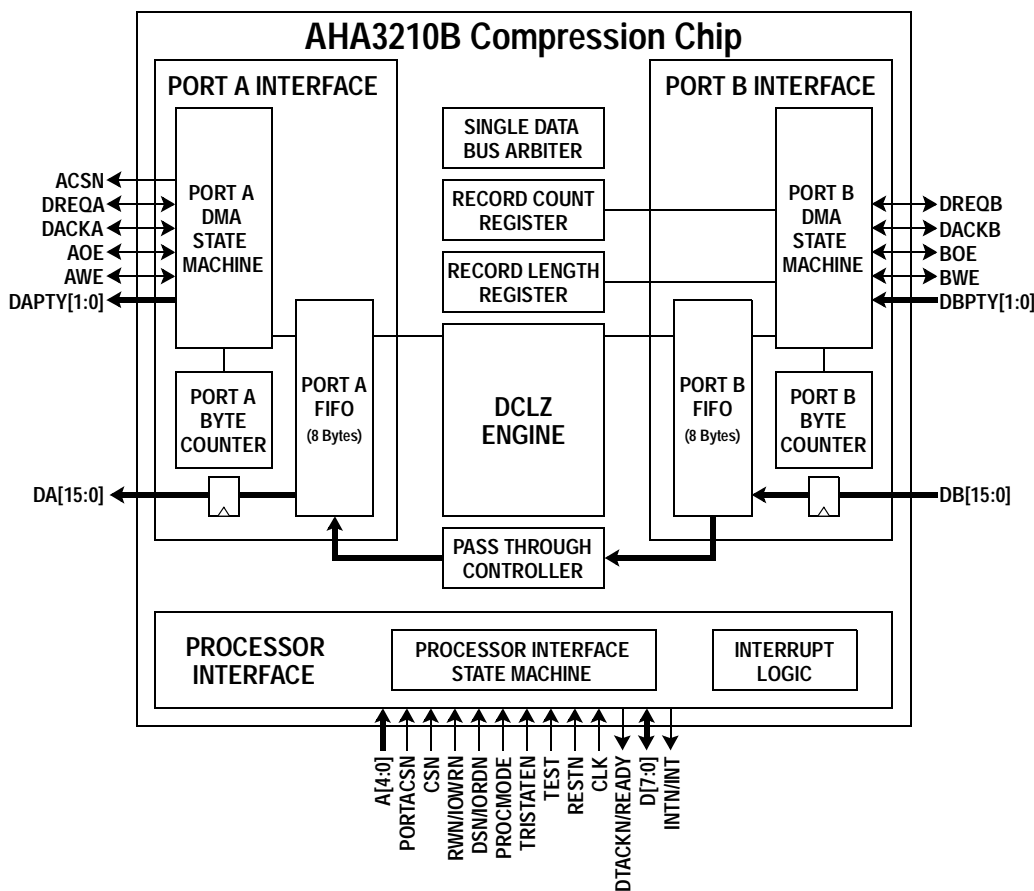 AHA3210B Compression Chip
PORT A INTERFACE
PORT B INTERFACE
SINGLE DATA
BUS ARBITER
RECORD COUNT
REGISTER
RECORD LENGTH
REGISTER
PORT A
DMA
STATE
MACHINE
PORT B
DMA
STATE
MACHINE
ACSN
DREQA
DACKA
AOE
AWE
DAPTY[1:0]
DREQB
DACKB
BOE
BWE
DBPTY[1:0]
PORT A
BYTE
COUNTER
PORT A
FIFO
(8 Bytes)
DCLZ
ENGINE
PORT B
FIFO
(8 Bytes)
PORT B
BYTE
COUNTER
DA[15:0]
DB[15:0]
PASS THROUGH
CONTROLLER
PROCESSOR
INTERFACE
PROCESSOR INTERFACE
STATE MACHINE
INTERRUPT
LOGIC
A[4:0]
PORTACSN
CSN
RWN/IOWRN
DSN/IORDN
PROCMODE
TRISTATEN
TEST
RESTN
CLK
DTACKN/READY
D[7:0]
INTN/INT